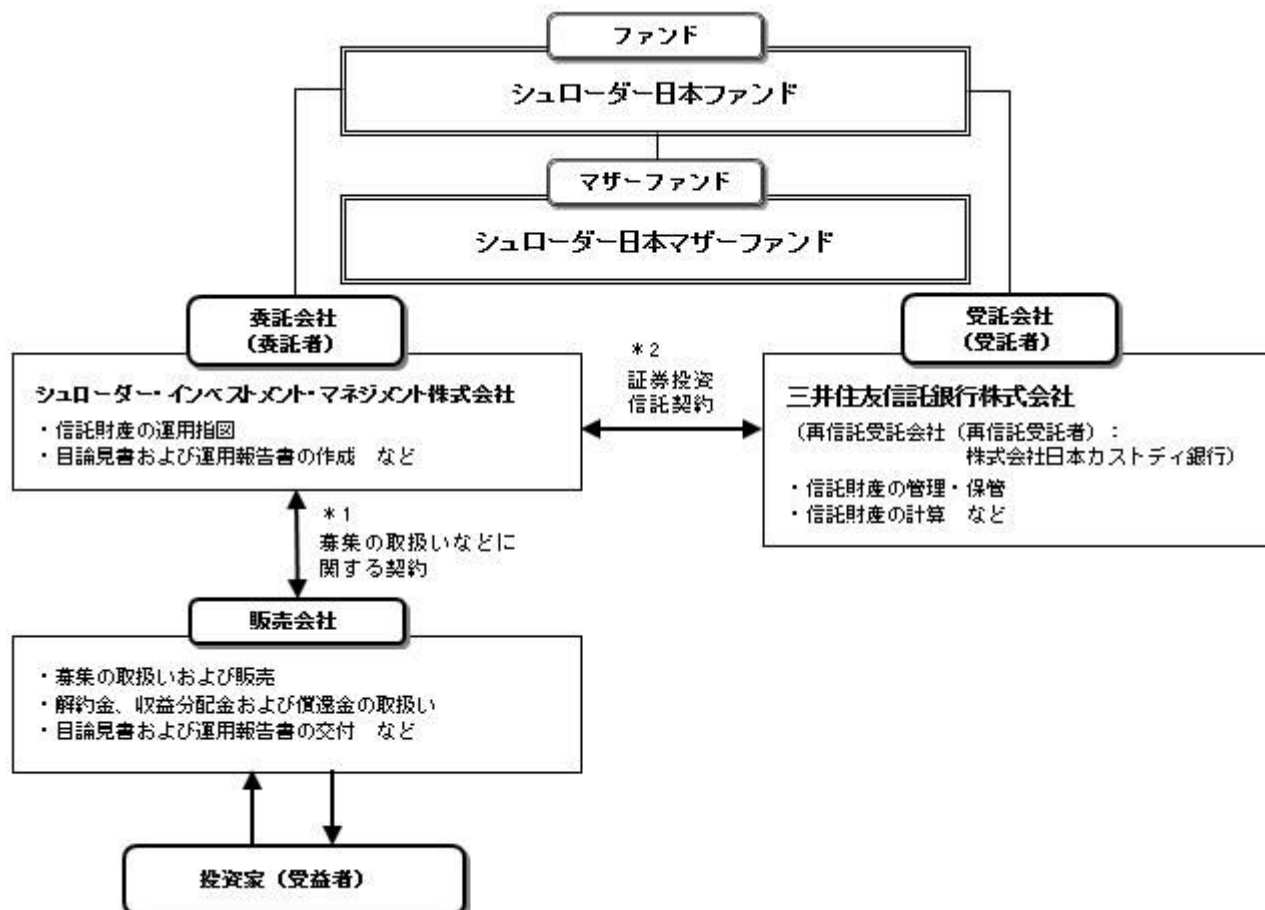 ファンド
シュローダー日本ファンド
マザーファンド
シュローダー日本マザーファンド
委託会社
(委託者)
シュローダー・インベストメント・マネジメント株式会社
・信託財産の運用指図
・目論見書および運用報告書の作成　など
＊2
証券投資
信託契約
受託会社
(受託者)
三井住友信託銀行株式会社
（再信託受託会社（再信託受託者）：
株式会社日本カストディ銀行）
・信託財産の管理・保管
・信託財産の計算　など
＊1
募集の取扱いなどに
関する契約
販売会社
・募集の取扱いおよび販売
・解約金、収益分配金および償還金の取扱い
・目論見書および運用報告書の交付　など
投資家（受益者）